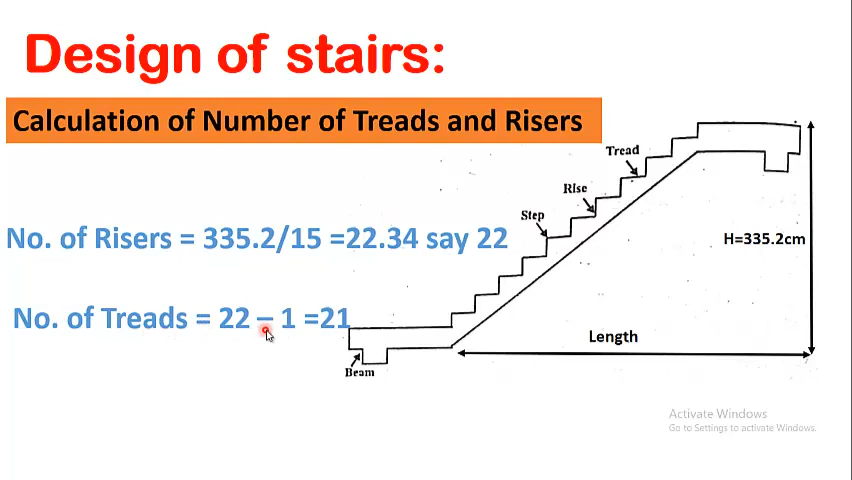 Design of stairs:
Calculation of Number of Treads and Risers
Tread
Rise
Step
No. of Risers = 335.2/15 =22.34 say 22
H=335.2cm
No. of Treads = 22 – 1 =21
Length
Beam
Activate Windows
Go to Settings to activate Windows.